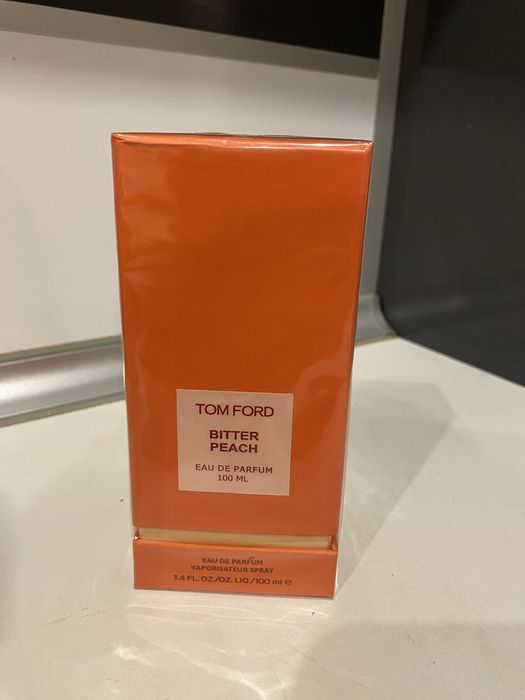 TOM FORD
BITTER
PEACH
EAU DE PARFUM
100 ML
EAU DE PARFUM
VAPORISATEUR SPRAY
3.4 FL. OZ./OZ. LIQ./100 ml e